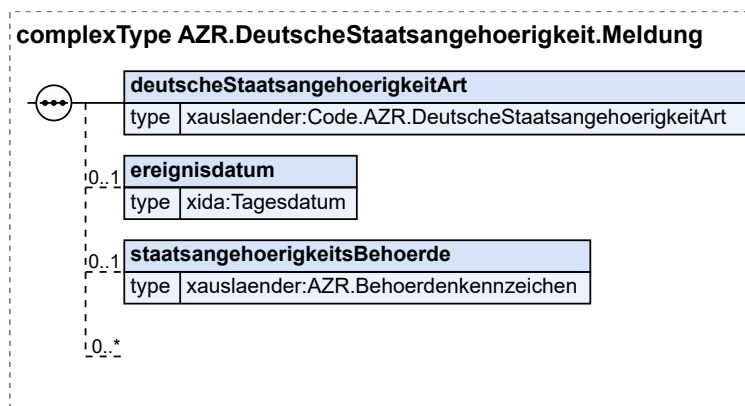 complexType AZR.DeutscheStaatsangehoerigkeit.Meldung
deutscheStaatsangehoerigkeitArt
type xauslaender:Code.AZR.DeutscheStaatsangehoerigkeitArt
0..1 ereignisdatum
type xida:Tagesdatum
0..1 staatsangehoerigkeitsBehoerde
type xauslaender:AZR.Behoerdenkennzeichen
0..*